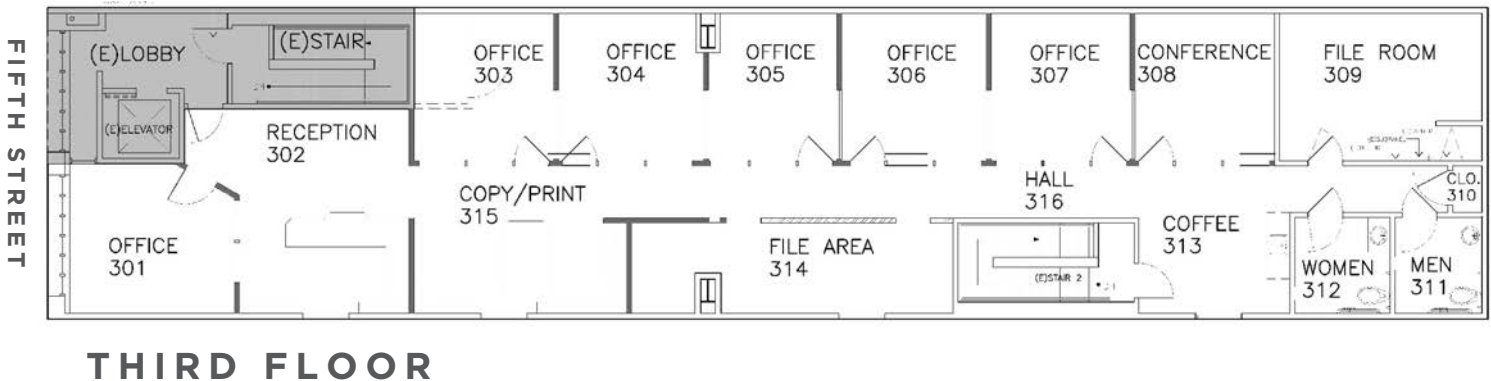 FIFTH STREET
(E)LOBBY
(E)STAIR
(E)ELEVATOR
RECEPTION
302
OFFICE
303
OFFICE
304
OFFICE
305
OFFICE
306
OFFICE
307
CONFERENCE
308
FILE ROOM
309
COPY/PRINT
315
HALL
316
CLO.
310
OFFICE
301
FILE AREA
314
(E)STAIR 2
COFFEE
313
WOMEN
312
MEN
311
THIRD FLOOR